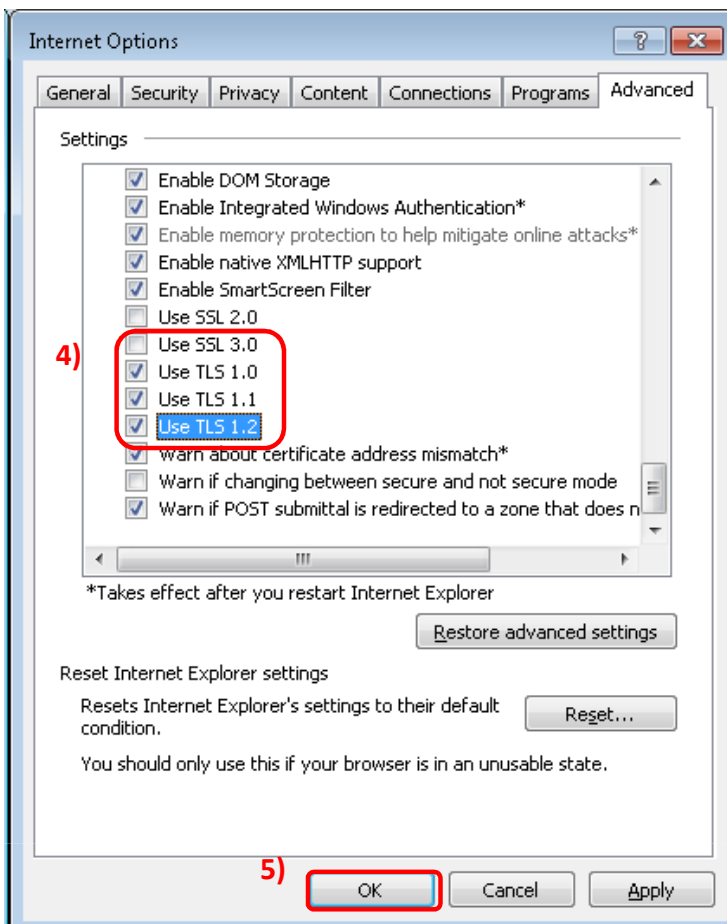 Internet Options
General Security Privacy Content Connections Programs Advanced
Settings
Enable DOM Storage
Enable Integrated Windows Authentication*
Enable memory protection to help mitigate online attacks*
Enable native XMLHTTP support
Enable SmartScreen Filter
Use SSL 2.0
Use SSL 3.0
4)
Use TLS 1.0
Use TLS 1.1
Use TLS 1.2
Warn about certificate address mismatch*
Warn if changing between secure and not secure mode
Warn if POST submittal is redirected to a zone that does n
*Takes effect after you restart Internet Explorer
Restore advanced settings
Reset Internet Explorer settings
Resets Internet Explorer's settings to their default
condition.
Reset...
You should only use this if your browser is in an unusable state.
5)
OK Cancel Apply